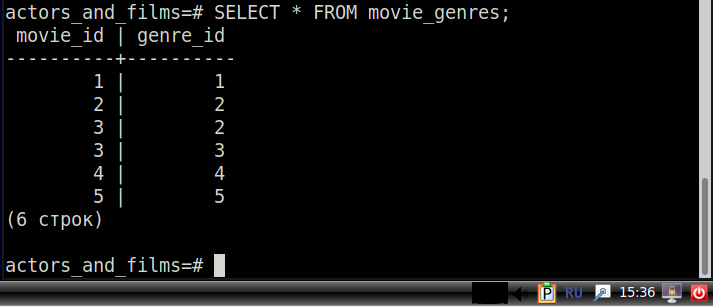 actors_and_films=# SELECT * FROM movie_genres;
 movie_id | genre_id
----------+----------
        1 |        1
        2 |        2
        3 |        2
        3 |        3
        4 |        4
        5 |        5
(6 строк)
actors_and_films=#
P RU 15:36